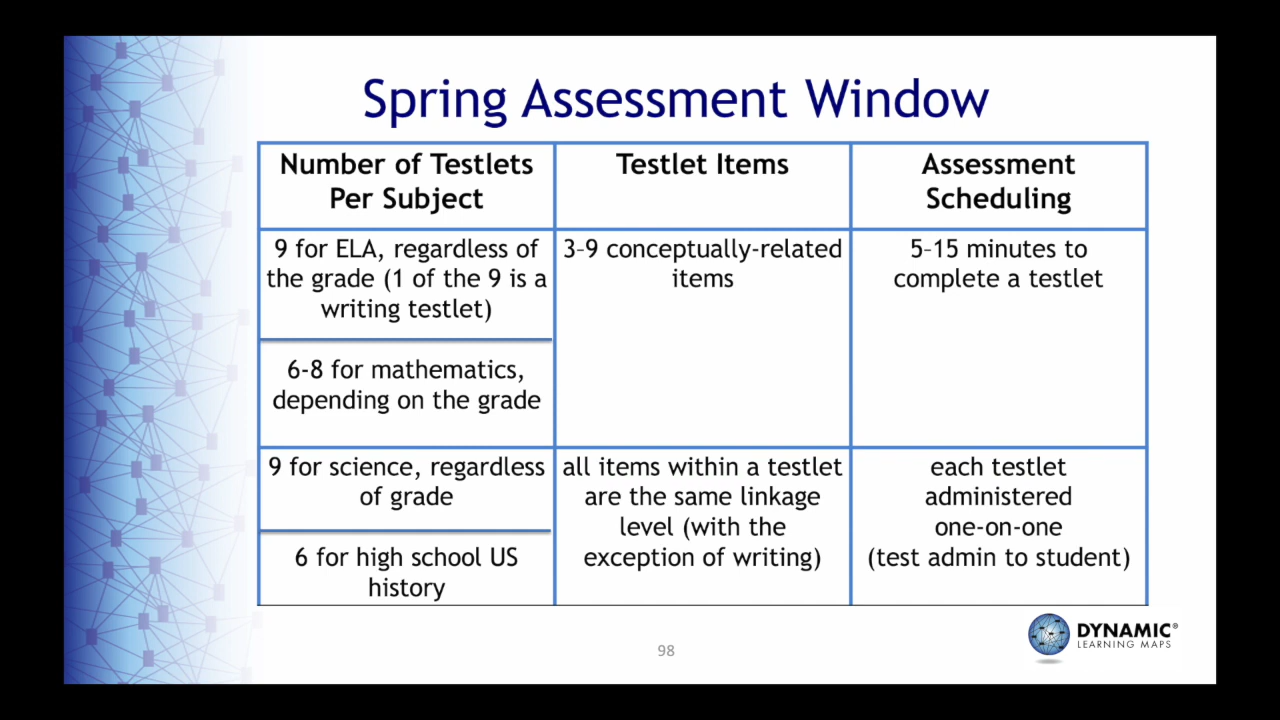 Spring Assessment Window
Number of Testlets
Per Subject
Testlet Items
Assessment
Scheduling
9 for ELA, regardless of
the grade (1 of the 9 is a
writing testlet)
3-9 conceptually-related
items
5-15 minutes to
complete a testlet
6-8 for mathematics,
depending on the grade
9 for science, regardless
of grade
all items within a testlet
are the same linkage
level (with the
exception of writing)
each testlet
administered
one-on-one
(test admin to student)
6 for high school US
history
98
DYNAMIC®
LEARNING MAPS